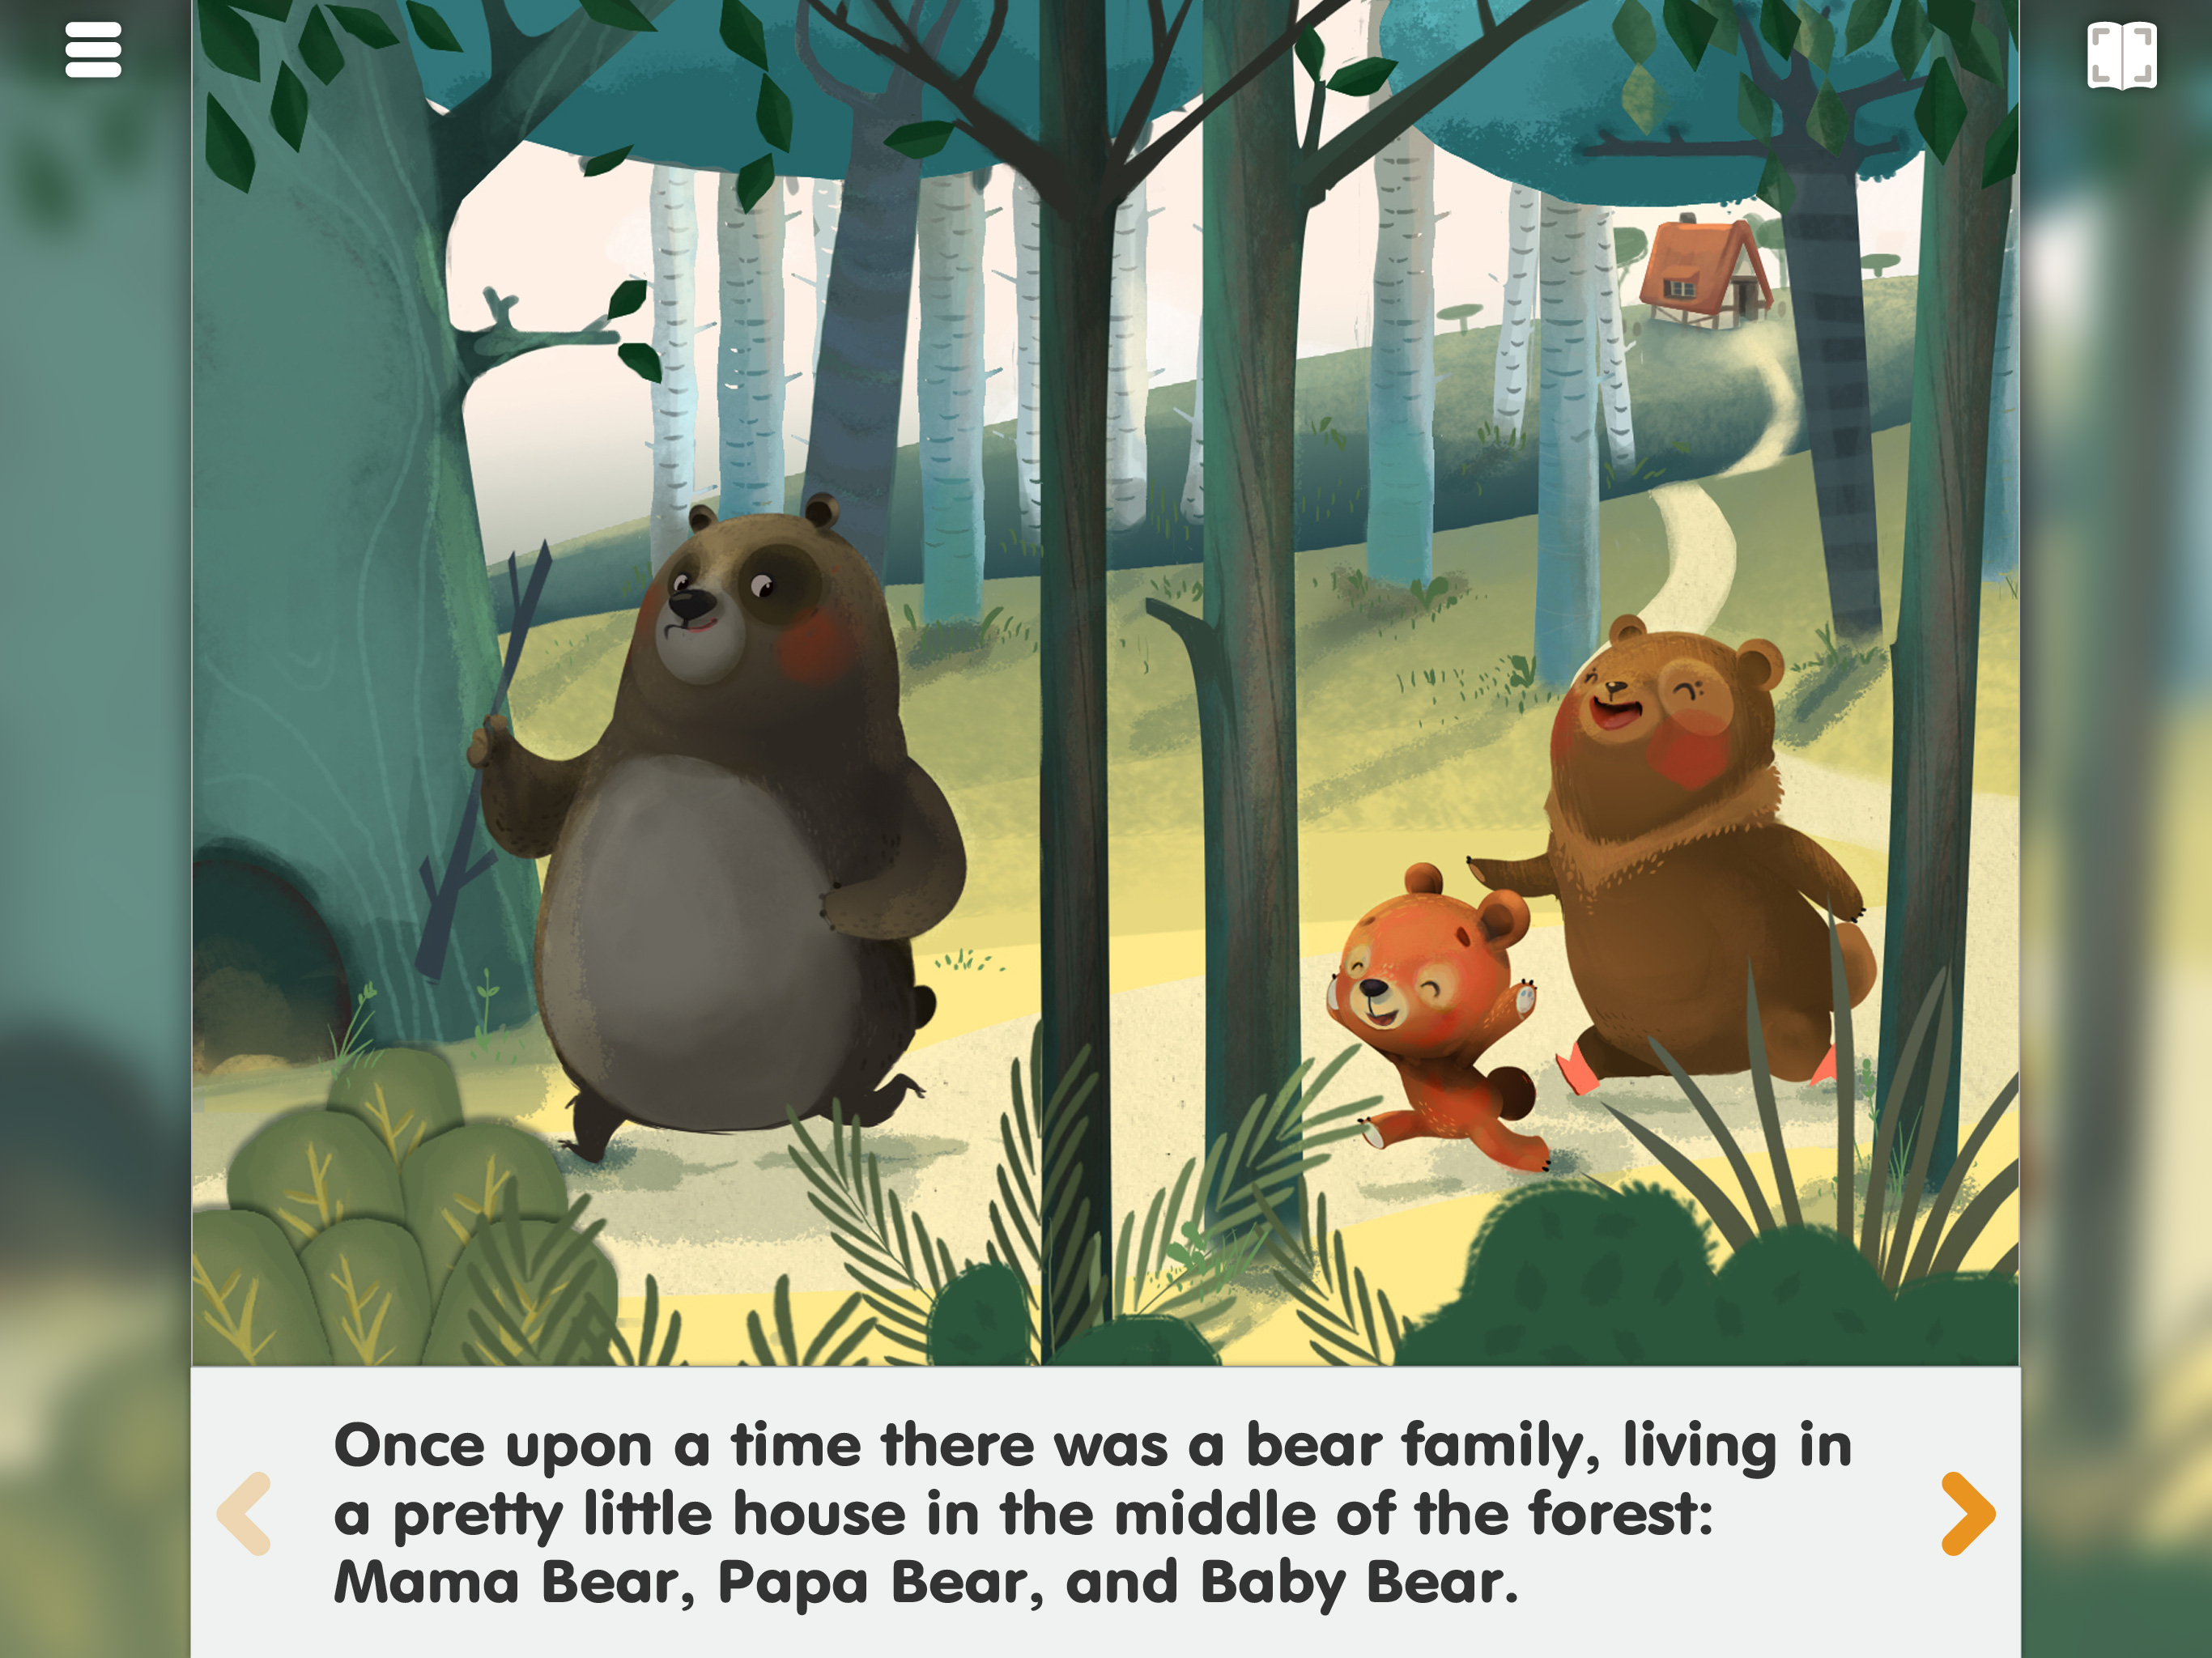 Once upon a time there was a bear family, living in
a pretty little house in the middle of the forest:
Mama Bear, Papa Bear, and Baby Bear.